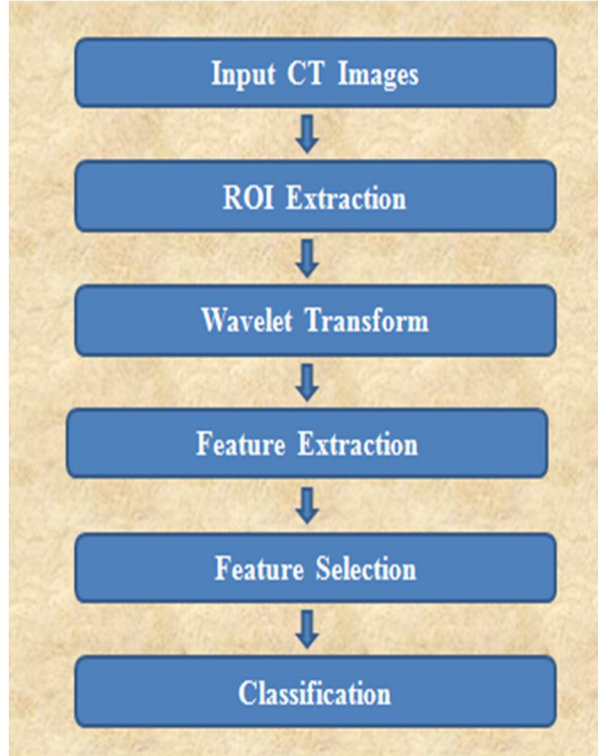 Input CT Images
ROI Extraction
Wavelet Transform
Feature Extraction
Feature Selection
Classification